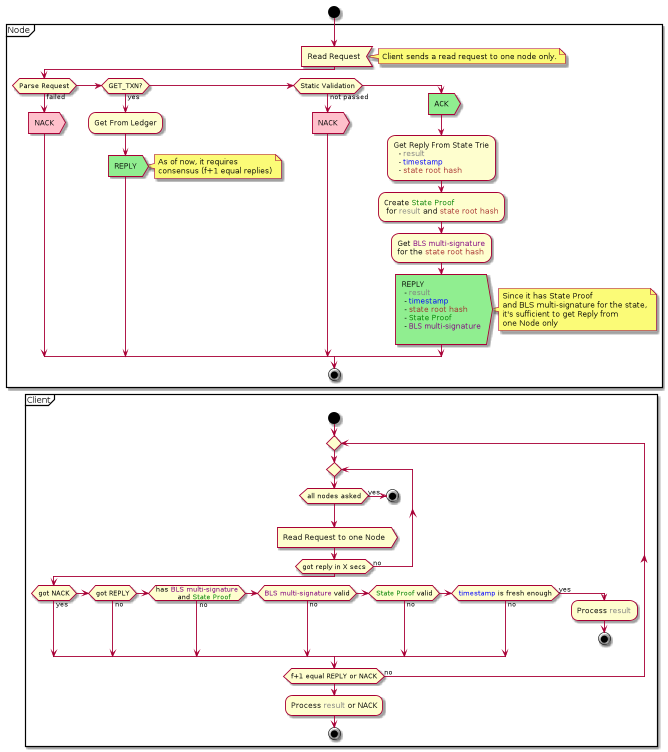 Node
Read Request
Client sends a read request to one node only.
Parse Request
GET_TXN?
Static Validation
failed
yes
not passed
ACK
NACK
Get From Ledger
NACK
REPLY
As of now, it requires
consensus (f+1 equal replies)
Get Reply From State Trie
- result
- timestamp
- state root hash
Create State Proof
for result and state root hash
Get BLS multi-signature
for the state root hash
REPLY
- result
- timestamp
- state root hash
- State Proof
- BLS multi-signature
Since it has State Proof
and BLS multi-signature for the state,
it's sufficient to get Reply from
one Node only
Client
all nodes asked
yes
Read Request to one Node
got reply in X secs
no
got NACK
got REPLY
has BLS multi-signature
and State Proof
BLS multi-signature valid
State Proof valid
timestamp is fresh enough
yes
yes
no
no
no
no
no
Process result
f+1 equal REPLY or NACK
no
Process result or NACK